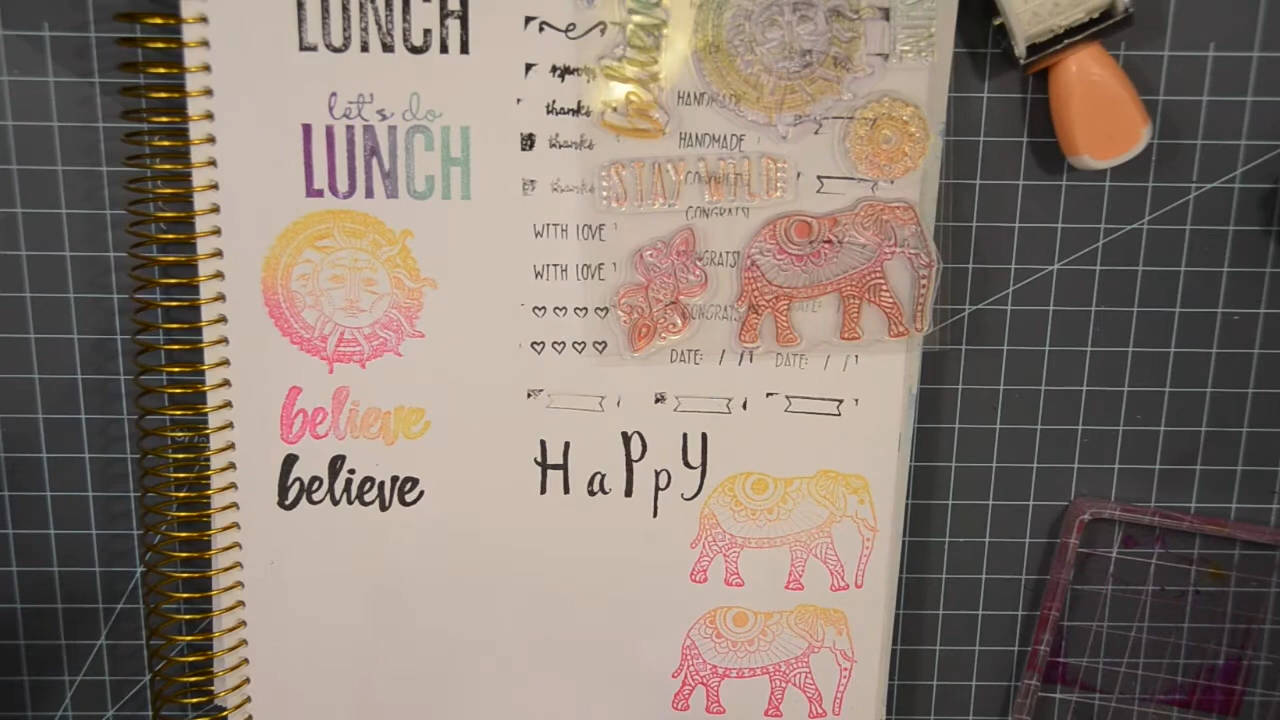 LUNCH
let's do
LUNCH
believe
believe
thanks
thanks
thanks
WITH LOVE
WITH LOVE
HANDMADE
HANDMADE
STAY WILD
CONGRATS!
CONGRATS
DATE: / /
DATE: / /
HaPpy